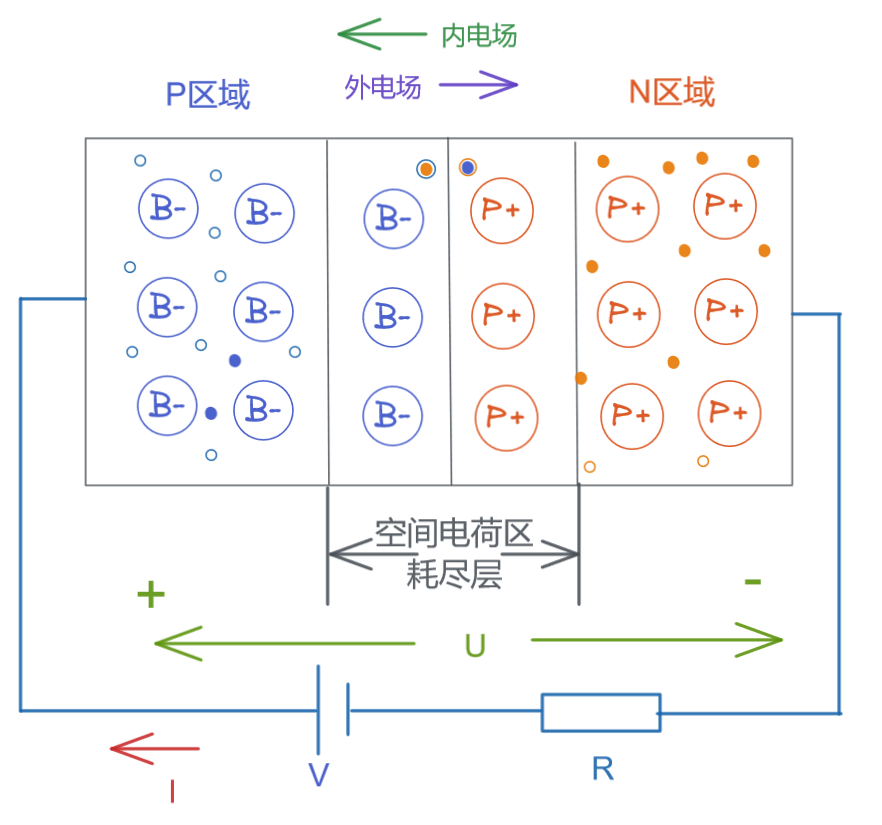 内电场
外电场
P区域
N区域
B- B- B- P+ P+ P+
B- B- B- P+ P+ P+
B- B- B- P+ P+ P+
空间电荷区
耗尽层
+ -
U
V
R
I